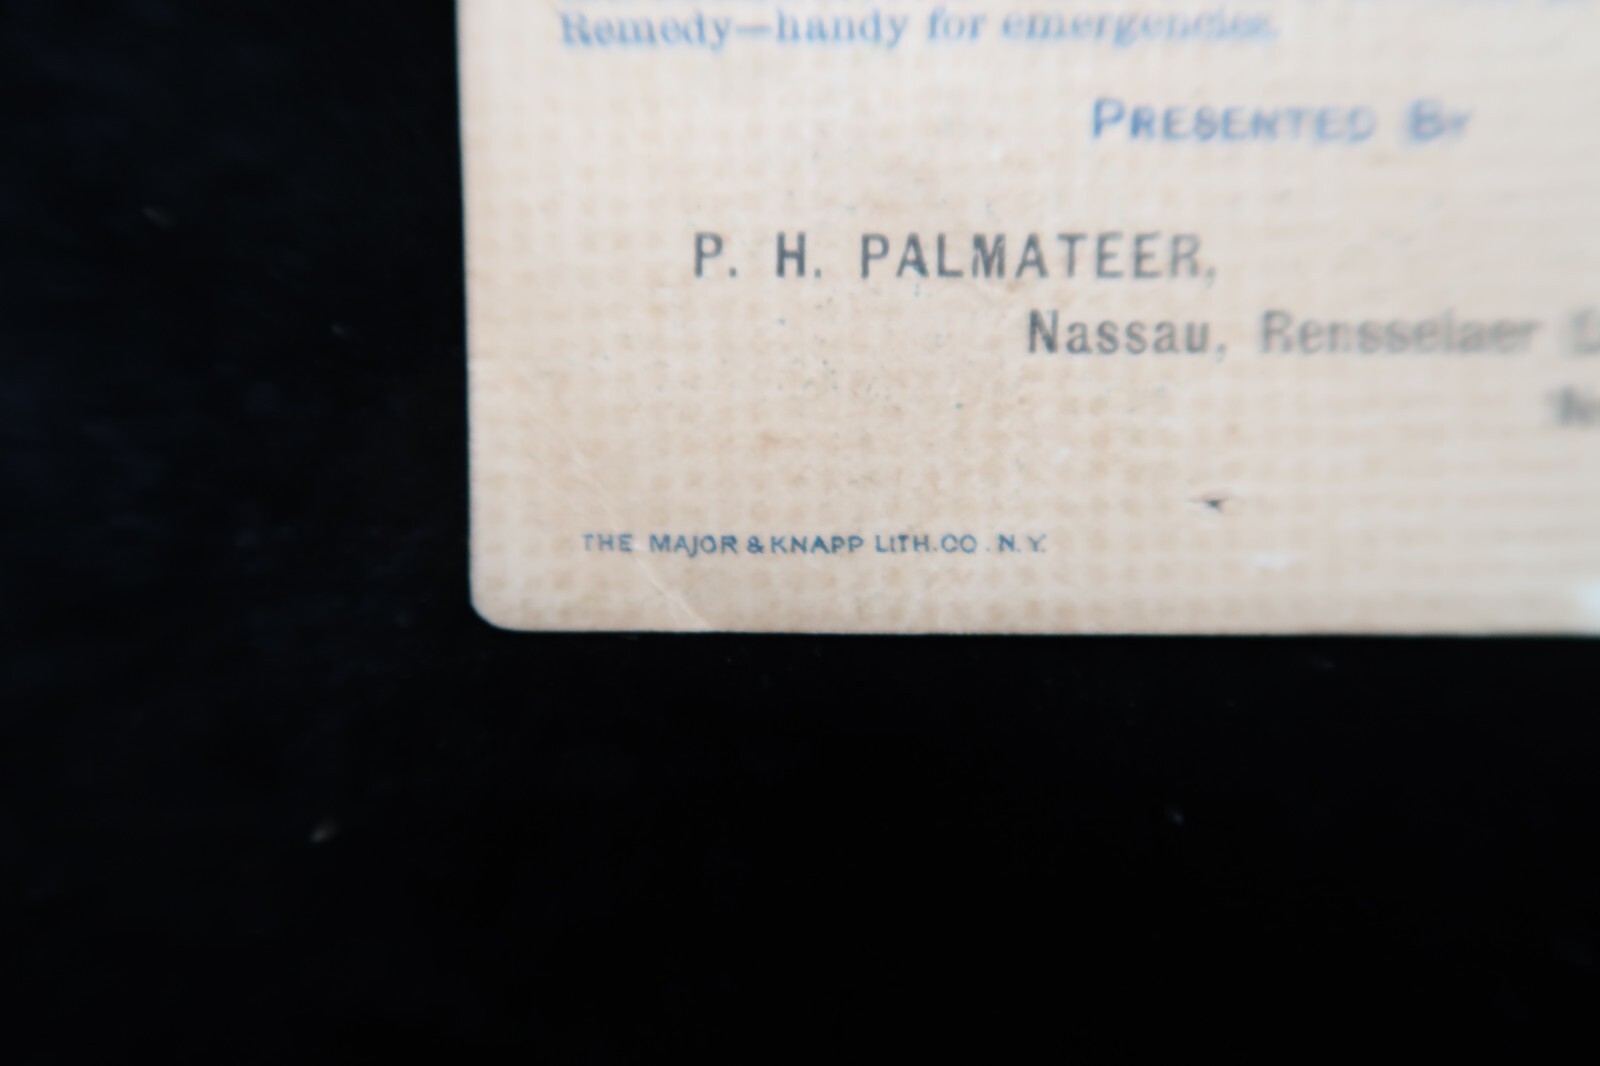 Remedy—handy for emergencies.
PRESENTED BY
P. H. PALMATEER,
Nassau, Rensselaer
THE MAJOR & KNAPP LITH. CO. N. Y.